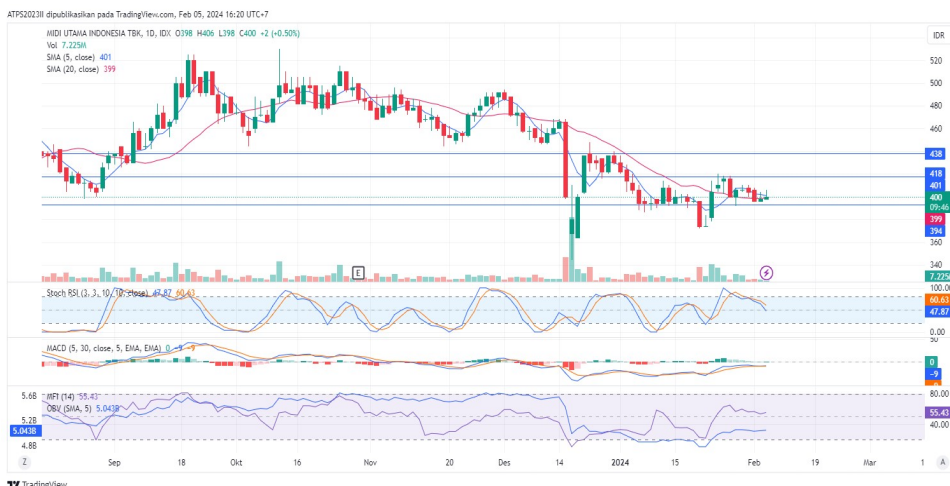 ATPS2023II dipublikasikan pada TradingView.com, Feb 05, 2024 16:20 UTC+7
MIDI UTAMA INDONESIA TBK, 1D, IDX O398 H406 L398 C400 +2 (+0.50%)
IDR
Vol 7.225M
SMA (5, close) 401
SMA (20, close) 399
520
500
480
460
438
418
401
400
09:46
399
394
360
340
E
7.225
Stoch RSI (3, 3, 10, 10, close) 47.87 60.63
100.00
60.63
47.87
0.00
MACD (5, 30, close, 5, EMA, EMA) 0 -9 -9
50
0
-9
MFI (14) 55.43
OBV (SMA, 5) 5.043B
5.6B
5.2B
5.043B
4.8B
80.00
55.43
40.00
Z Sep 18 Okt 16 Nov 20 Des 14 2024 15 Feb 19 Mar 1 A
TradingView